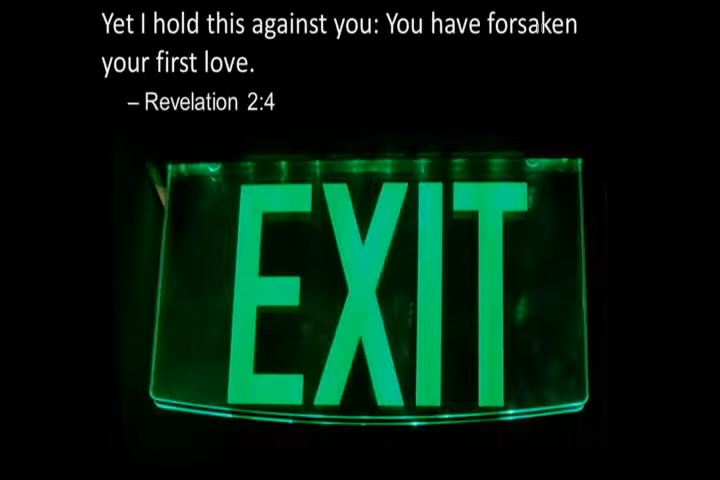 Yet I hold this against you: You have forsaken
your first love.
– Revelation 2:4
EXIT